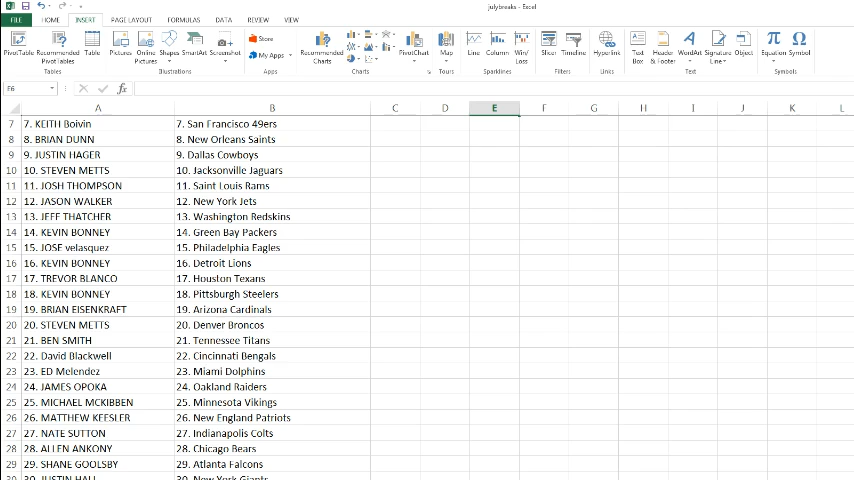 julybreaks - Excel
FILE HOME INSERT PAGE LAYOUT FORMULAS DATA REVIEW VIEW
PivotTable Recommended PivotTables Table Pictures Online Pictures Shapes SmartArt Screenshot Store My Apps Recommended Charts PivotChart Map Line Column Win/Loss Slicer Timeline Hyperlink Text Box Header & Footer WordArt Signature Line Object Equation Symbol
Tables Illustrations Apps Charts Tours Sparklines Filters Links Text Symbols
E6 fx
A B C D E F G H I J K L
7 7. KEITH Boivin 7. San Francisco 49ers
8 8. BRIAN DUNN 8. New Orleans Saints
9 9. JUSTIN HAGER 9. Dallas Cowboys
10 10. STEVEN METTS 10. Jacksonville Jaguars
11 11. JOSH THOMPSON 11. Saint Louis Rams
12 12. JASON WALKER 12. New York Jets
13 13. JEFF THATCHER 13. Washington Redskins
14 14. KEVIN BONNEY 14. Green Bay Packers
15 15. JOSE velasquez 15. Philadelphia Eagles
16 16. KEVIN BONNEY 16. Detroit Lions
17 17. TREVOR BLANCO 17. Houston Texans
18 18. KEVIN BONNEY 18. Pittsburgh Steelers
19 19. BRIAN EISENKRAFT 19. Arizona Cardinals
20 20. STEVEN METTS 20. Denver Broncos
21 21. BEN SMITH 21. Tennessee Titans
22 22. David Blackwell 22. Cincinnati Bengals
23 23. ED Melendez 23. Miami Dolphins
24 24. JAMES OPOKA 24. Oakland Raiders
25 25. MICHAEL MCKIBBEN 25. Minnesota Vikings
26 26. MATTHEW KEESLER 26. New England Patriots
27 27. NATE SUTTON 27. Indianapolis Colts
28 28. ALLEN ANKONY 28. Chicago Bears
29 29. SHANE GOOLSBY 29. Atlanta Falcons
30 30. JUSTIN HALL 30. New York Giants